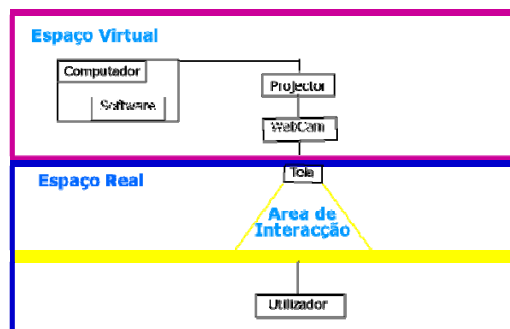 Espaço Virtual
Computador
Software
Projector
WebCam
Tela
Espaço Real
Area de
Interacção
Utilizador